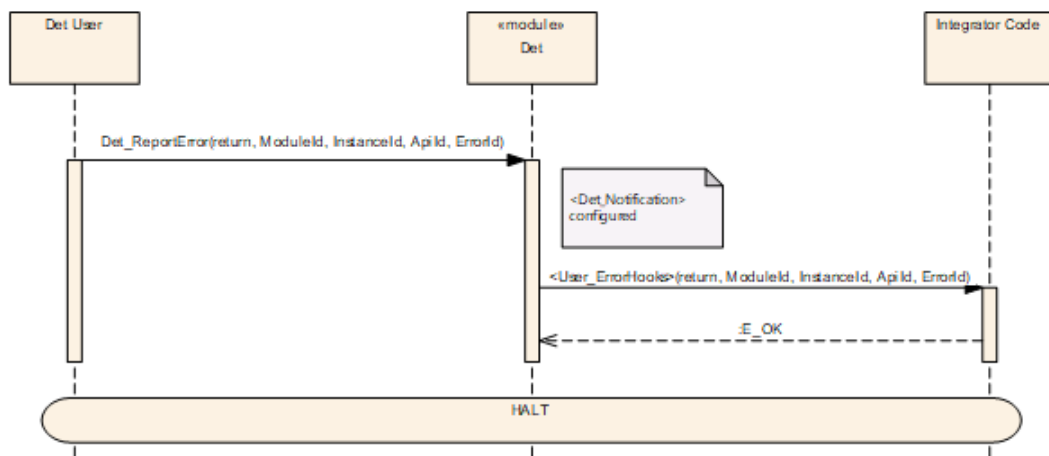 Det User
«module»
Det
Integrator Code
Det_ReportError(return, ModuleId, InstanceId, ApiId, ErrorId)
<Det_Notification>
configured
<User_ErrorHooks>(return, ModuleId, InstanceId, ApiId, ErrorId)
:E_OK
HALT